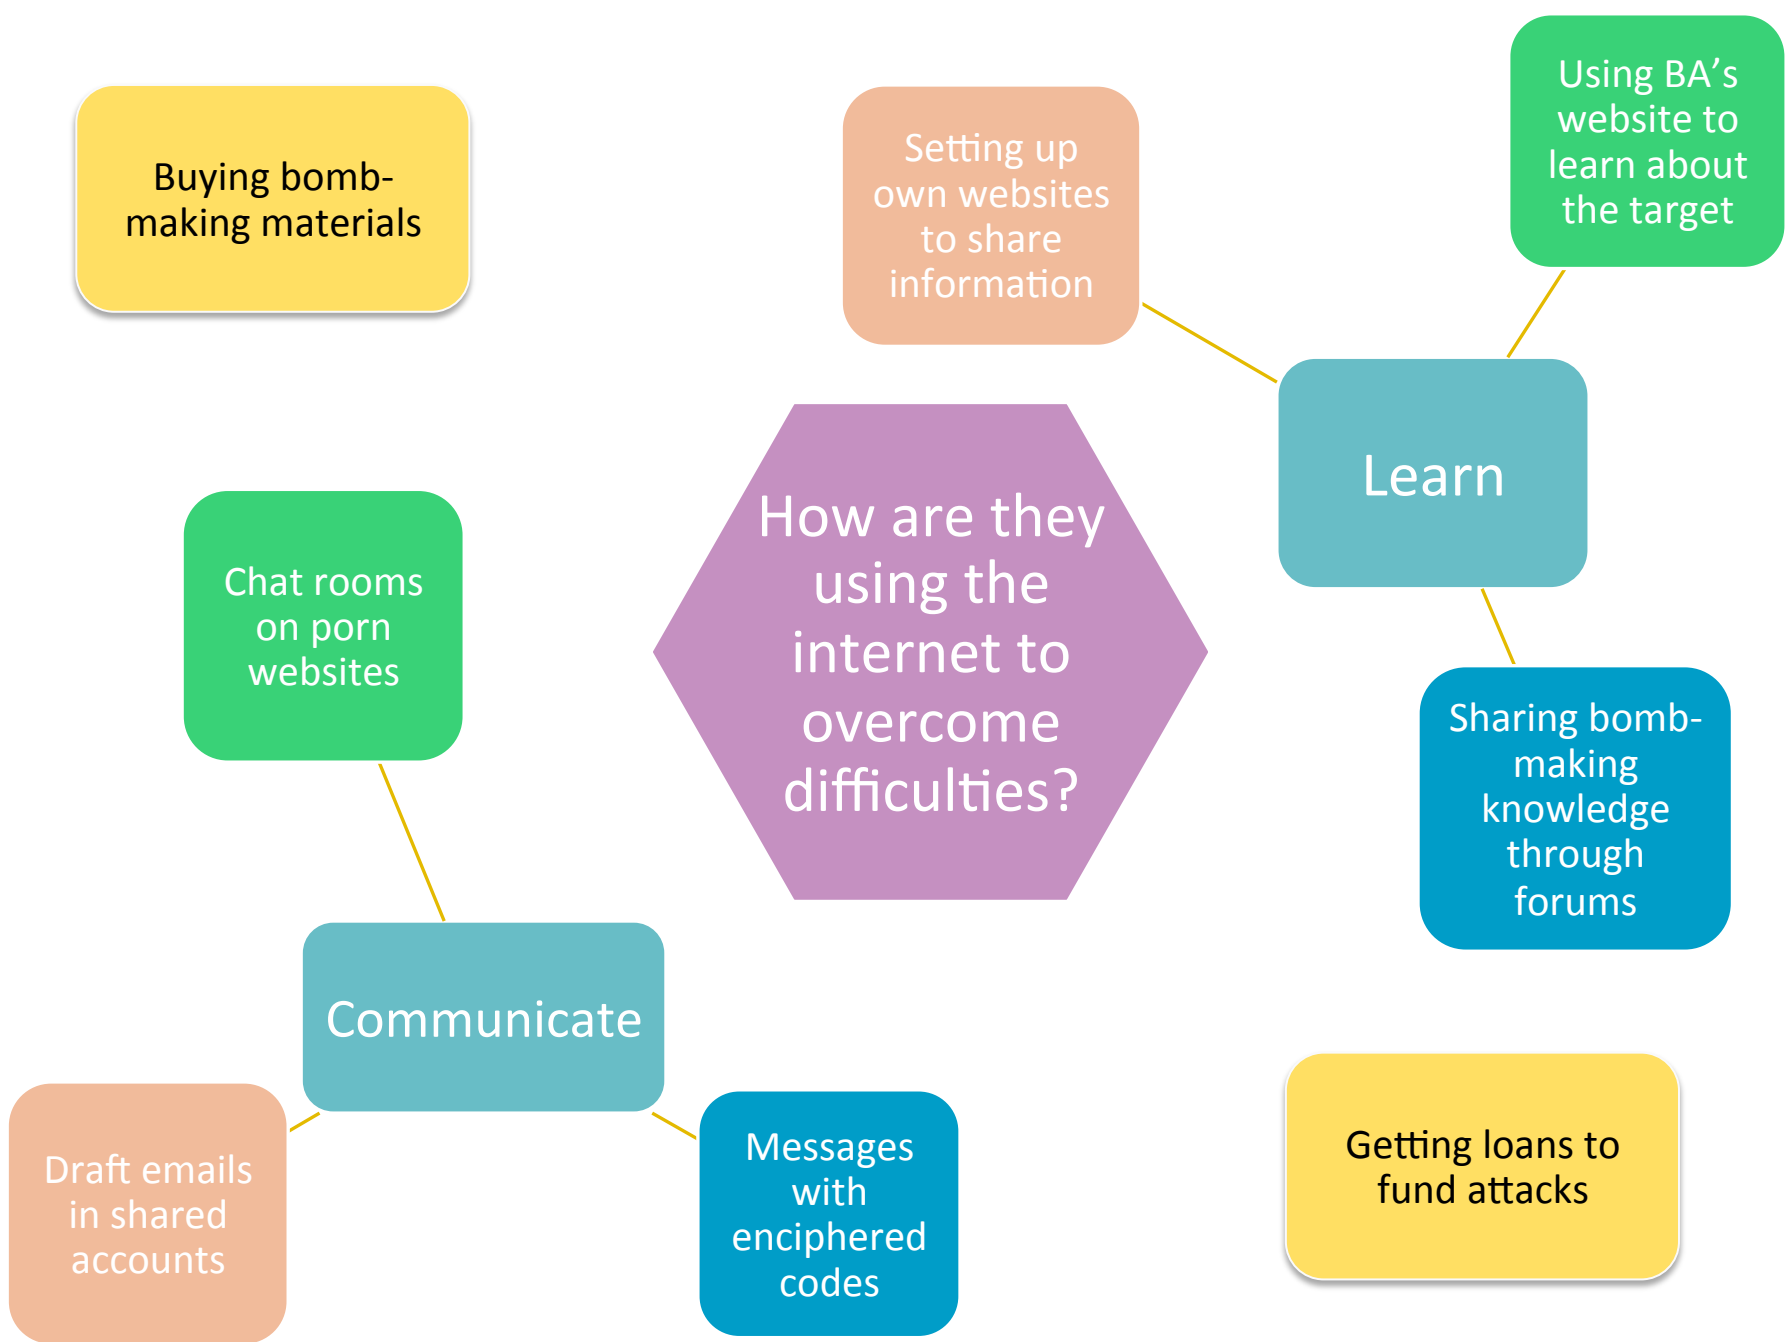 Buying bomb-
making materials
Setting up
own websites
to share
information
Using BA’s
website to
learn about
the target
Learn
How are they
using the
internet to
overcome
difficulties?
Chat rooms
on porn
websites
Sharing bomb-
making
knowledge
through
forums
Communicate
Draft emails
in shared
accounts
Messages
with
enciphered
codes
Getting loans to
fund attacks